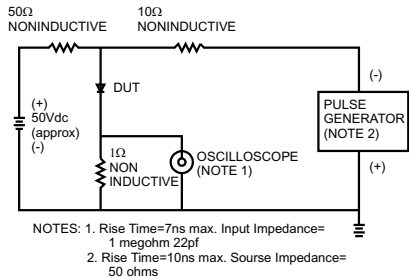 50Ω
NONINDUCTIVE
10Ω
NONINDUCTIVE
DUT
(+)
50Vdc
(approx)
(-)
(-)
PULSE
GENERATOR
(NOTE 2)
(+)
1Ω
NON
INDUCTIVE
OSCILLOSCOPE
(NOTE 1)
NOTES: 1. Rise Time=7ns max. Input Impedance=
1 megohm 22pf
2. Rise Time=10ns max. Sourse Impedance=
50 ohms